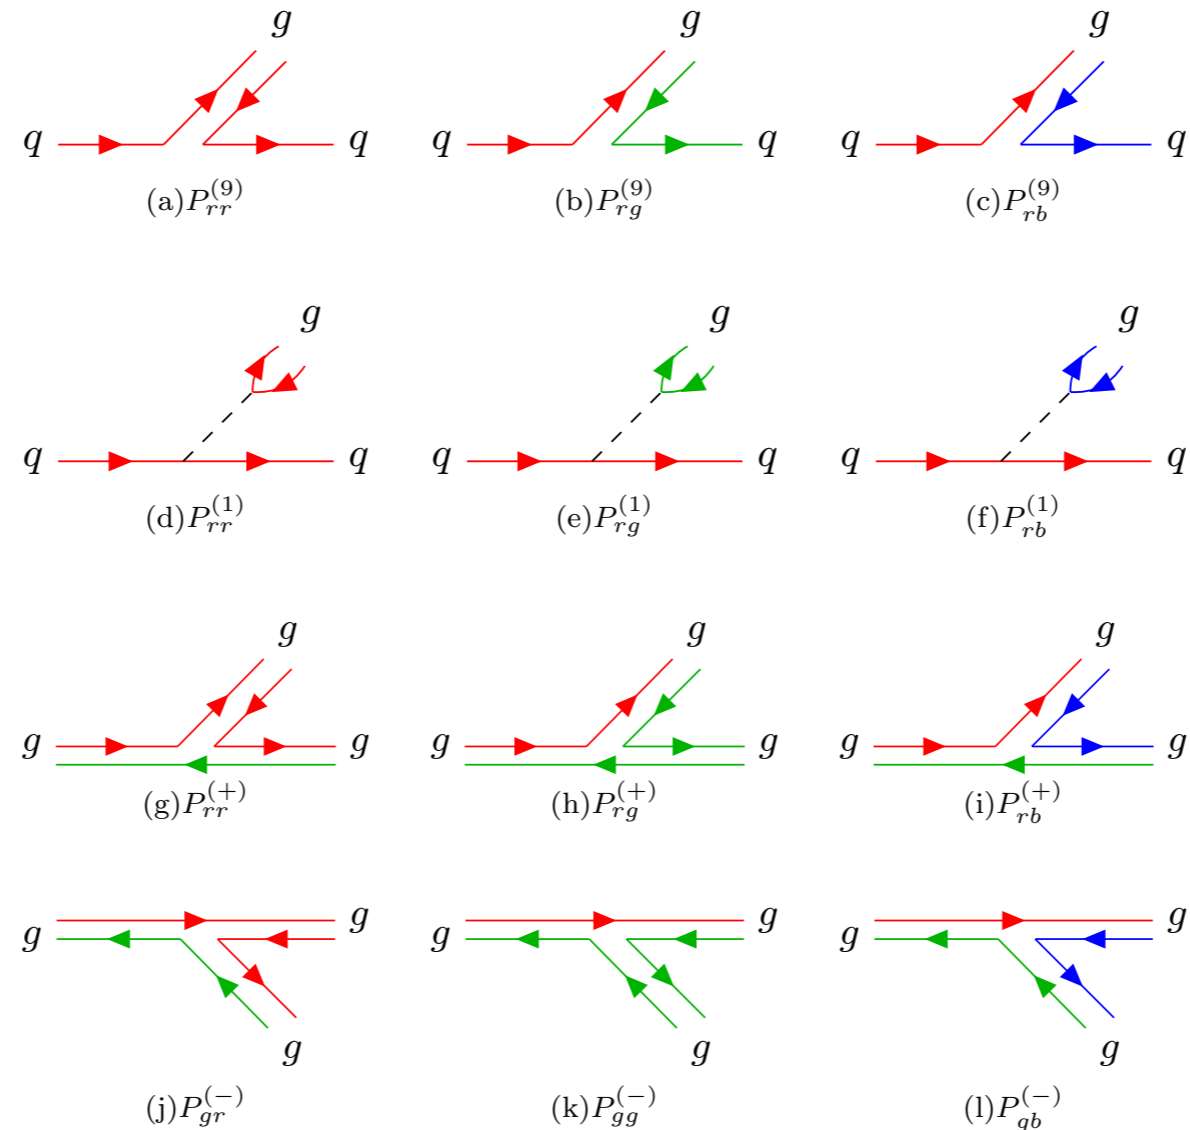 g g g
q q q q q q
(a)P_{rr}^{(9)} (b)P_{rg}^{(9)} (c)P_{rb}^{(9)}
g g g
q q q q q q
(d)P_{rr}^{(1)} (e)P_{rg}^{(1)} (f)P_{rb}^{(1)}
g g g
g g g g g g
(g)P_{rr}^{(+)} (h)P_{rg}^{(+)} (i)P_{rb}^{(+)}
g g g g g g
g g g
(j)P_{gr}^{(-)} (k)P_{gg}^{(-)} (l)P_{gb}^{(-)}